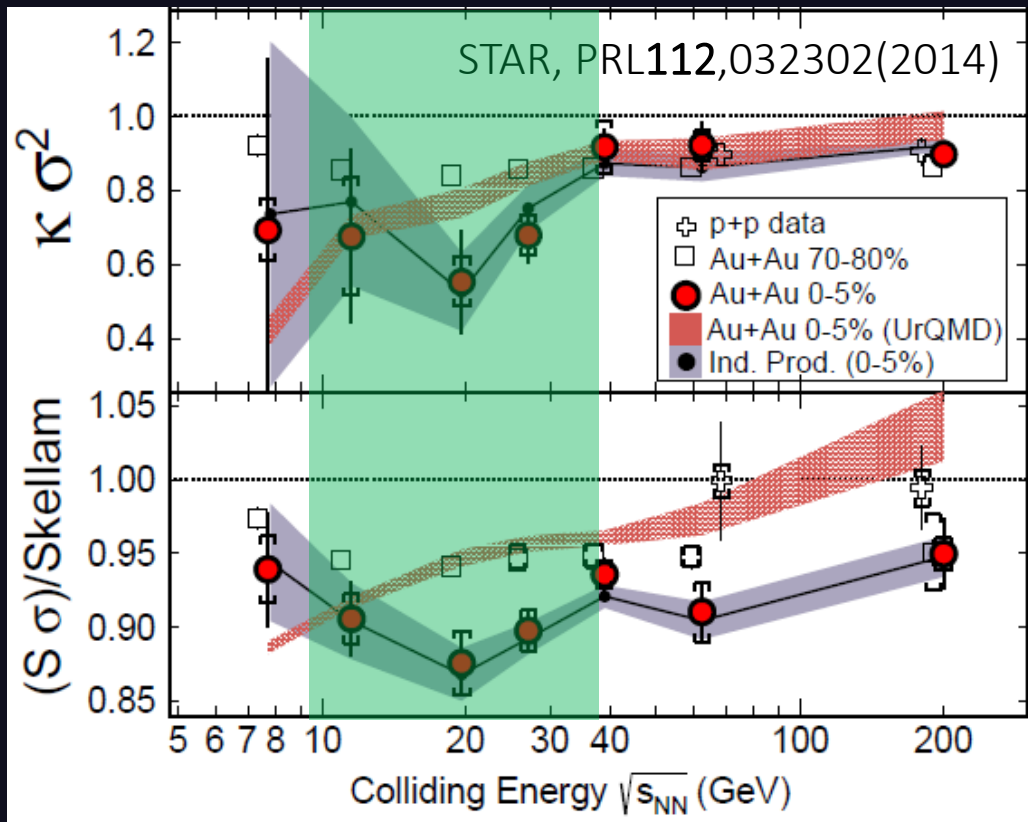 STAR, PRL112,032302(2014)
κ σ²
1.2
1.0
0.8
0.6
0.4
p+p data
Au+Au 70-80%
Au+Au 0-5%
Au+Au 0-5% (UrQMD)
Ind. Prod. (0-5%)
(S σ)/Skellam
1.05
1.00
0.95
0.90
0.85
5 6 7 8 10 20 30 40 100 200
Colliding Energy √sNN (GeV)